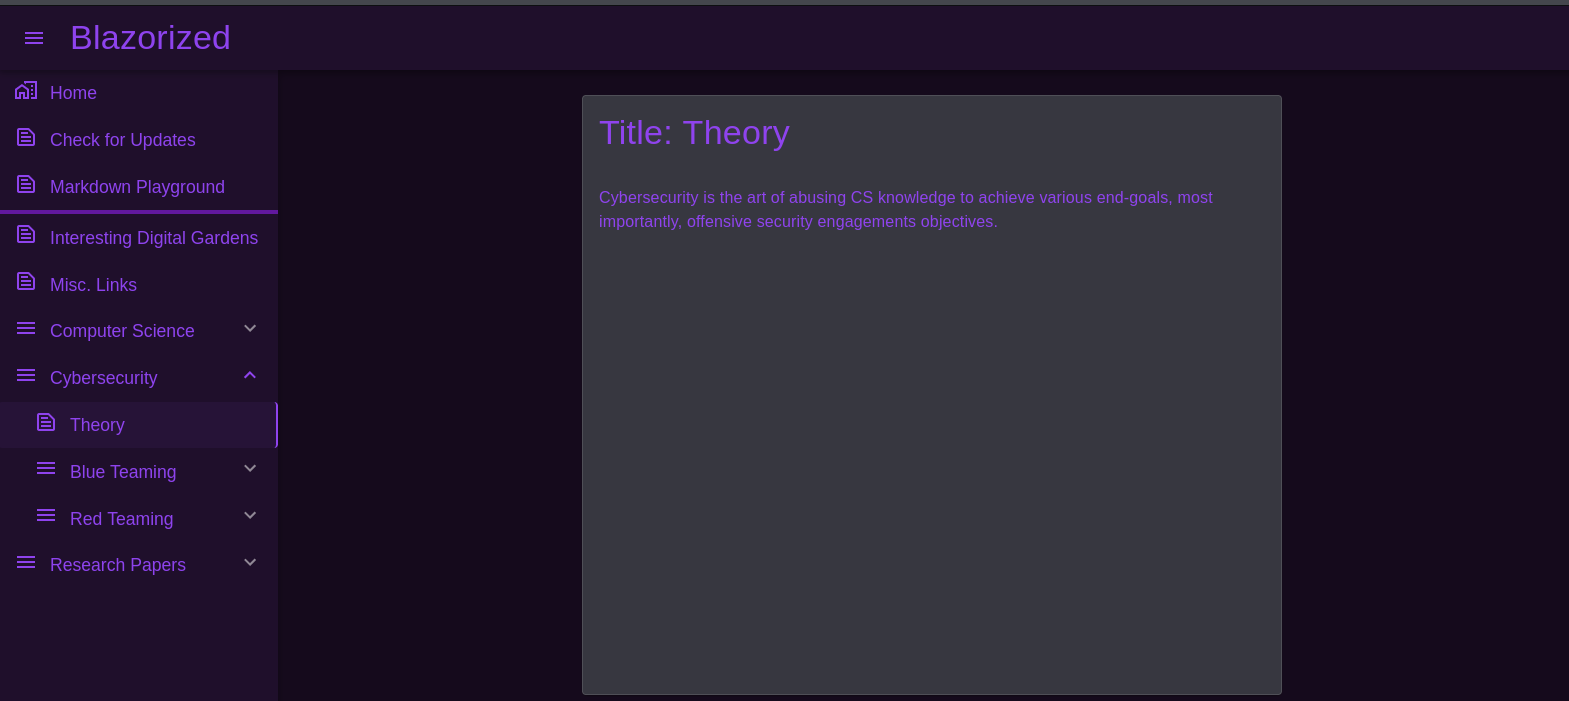 Blazorized
Home
Check for Updates
Markdown Playground
Interesting Digital Gardens
Misc. Links
Computer Science
Cybersecurity
Theory
Blue Teaming
Red Teaming
Research Papers
Title: Theory
Cybersecurity is the art of abusing CS knowledge to achieve various end-goals, most
importantly, offensive security engagements objectives.